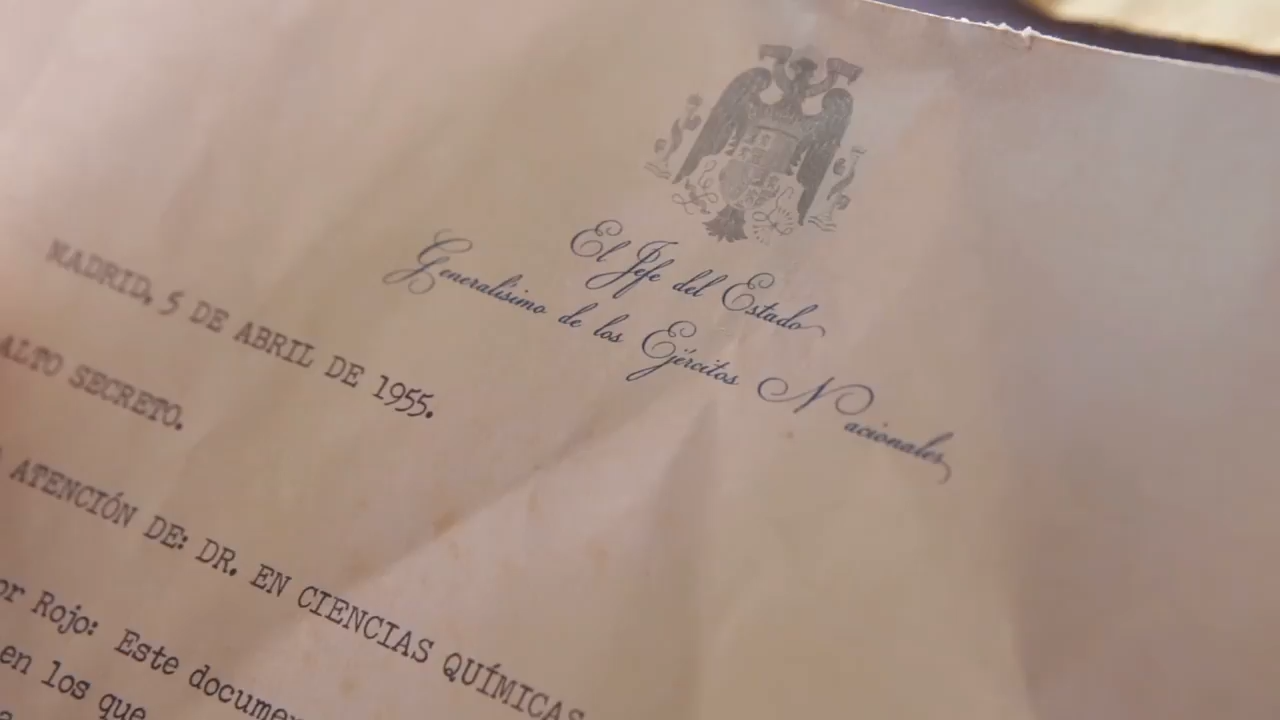 El Jefe del Estado
Generalísimo de los Ejércitos Nacionales
MADRID, 5 DE ABRIL DE 1955.
ALTO SECRETO.
ATENCIÓN DE: DR. EN CIENCIAS QUÍMICAS
Rojo: Este
en los que